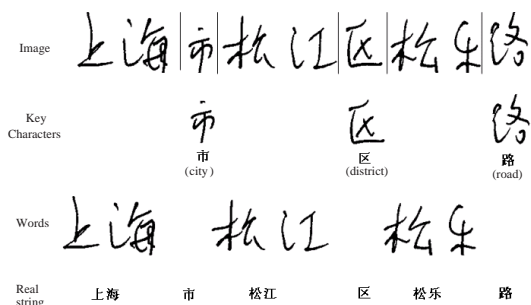 Image 上海市松江区松乐路
Key
Characters
市 区 路
市 区 路
(city) (district) (road)
Words 上海 松江 松乐
Real
string 上海 市 松江 区 松乐 路